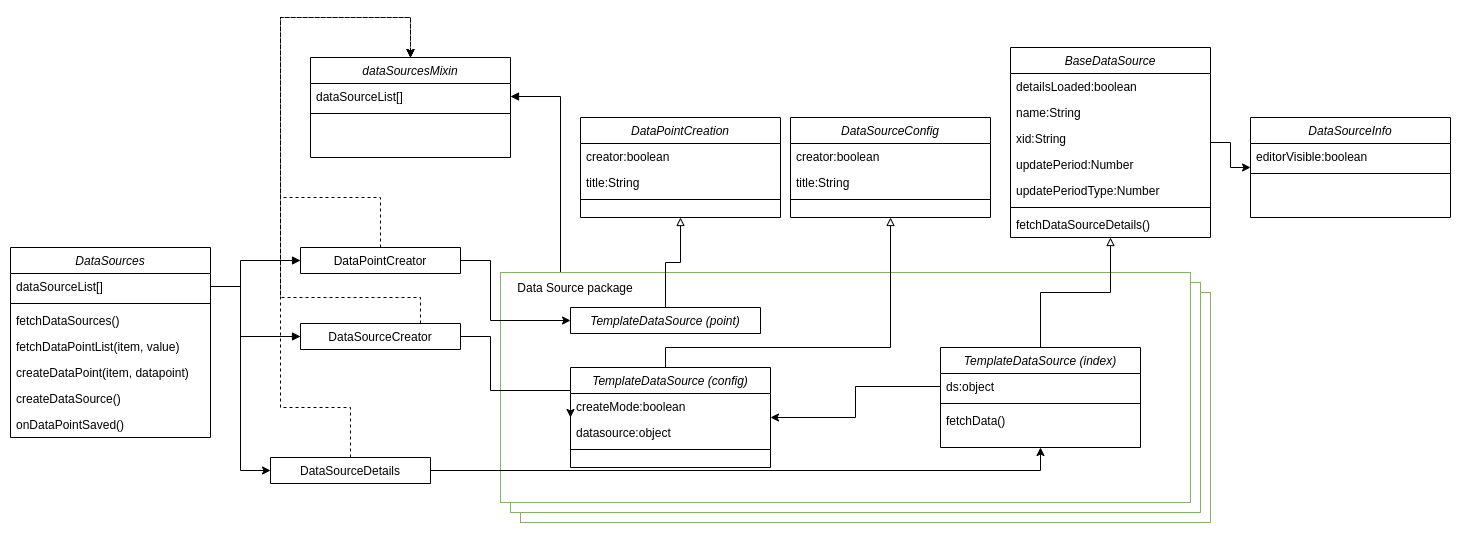 dataSourcesMixin
dataSourceList[]
BaseDataSource
detailsLoaded:boolean
name:String
xid:String
updatePeriod:Number
updatePeriodType:Number
fetchDataSourceDetails()
DataPointCreation
creator:boolean
title:String
DataSourceConfig
creator:boolean
title:String
DataSourceInfo
editorVisible:boolean
DataSources
dataSourceList[]
fetchDataSources()
fetchDataPointList(item, value)
createDataPoint(item, datapoint)
createDataSource()
onDataPointSaved()
DataPointCreator
DataSourceCreator
DataSourceDetails
Data Source package
TemplateDataSource (point)
TemplateDataSource (config)
createMode:boolean
datasource:object
TemplateDataSource (index)
ds:object
fetchData()